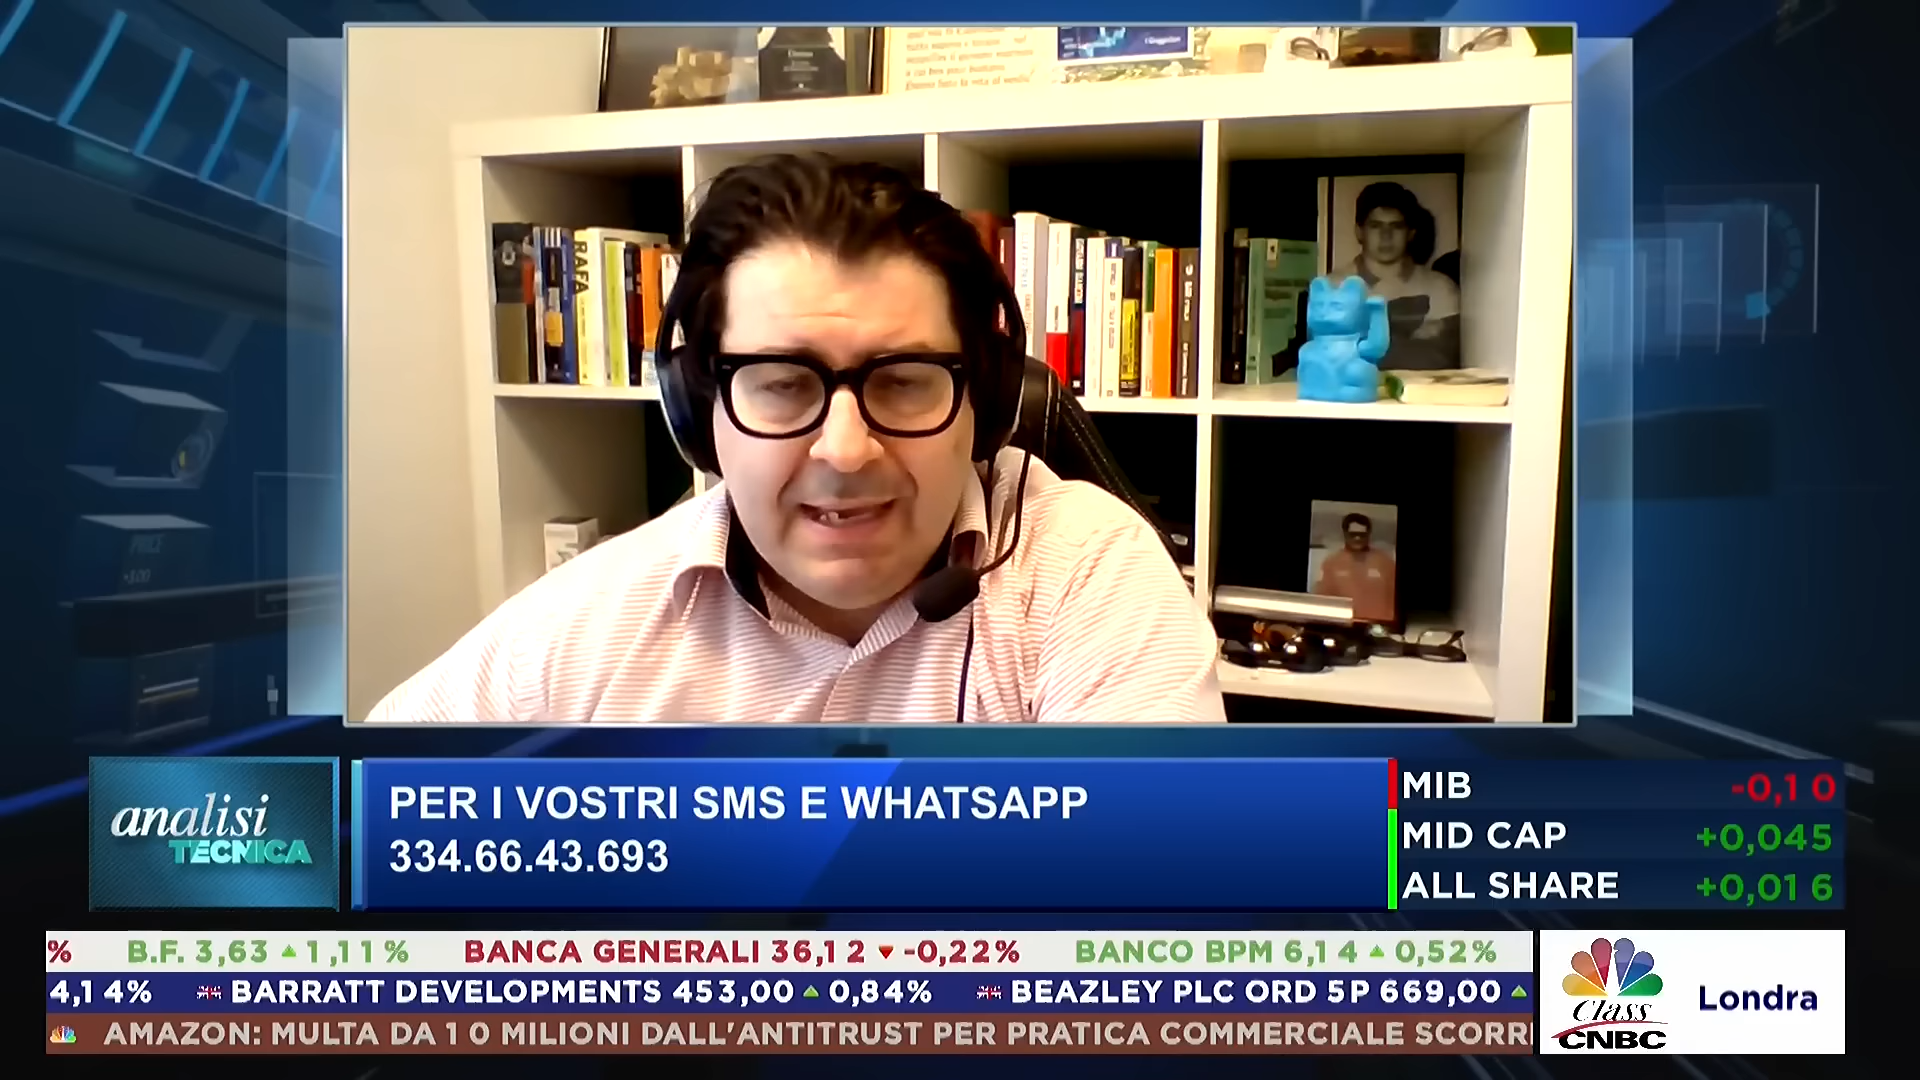 RAFA
analisi
TECNICA
PER I VOSTRI SMS E WHATSAPP
334.66.43.693
MIB -0,10
MID CAP +0,045
ALL SHARE +0,016
% B.F. 3,63 ▲ 1,11% BANCA GENERALI 36,12 ▼ -0,22% BANCO BPM 6,14 ▲ 0,52%
4,14% BARRATT DEVELOPMENTS 453,00 ▲ 0,84% BEAZLEY PLC ORD 5P 669,00 ▲
AMAZON: MULTA DA 10 MILIONI DALL'ANTITRUST PER PRATICA COMMERCIALE SCORR
Class
CNBC
Londra